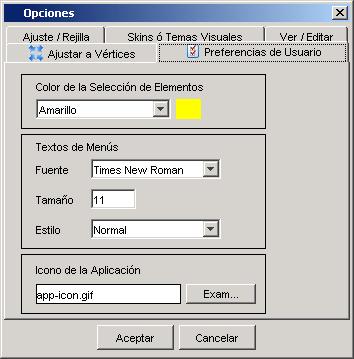 Opciones
Ajuste / Rejilla Skins ó Temas Visuales Ver / Editar
Ajustar a Vértices Preferencias de Usuario
Color de la Selección de Elementos
Amarillo
Textos de Menús
Fuente Times New Roman
Tamaño 11
Estilo Normal
Icono de la Aplicación
app-icon.gif Exam...
Aceptar Cancelar